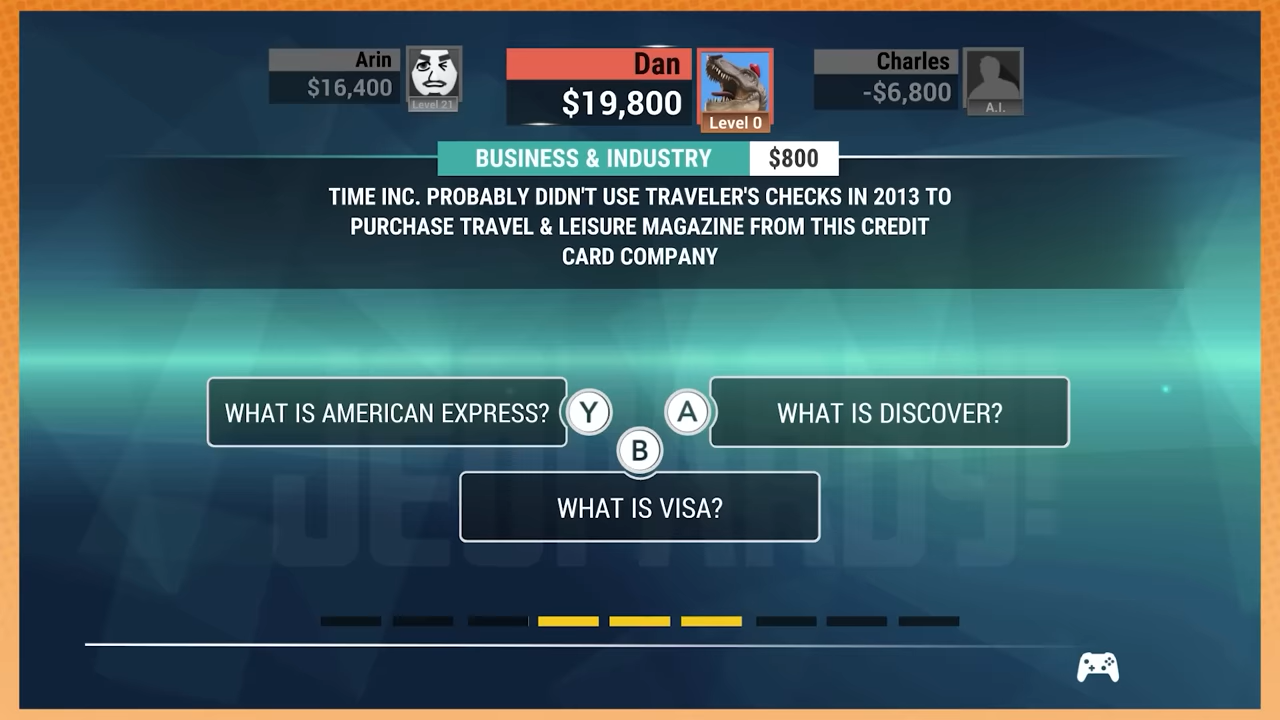 Arin
$16,400
Level 21
Dan
$19,800
Level 0
Charles
-$6,800
A.I.
BUSINESS & INDUSTRY $800
TIME INC. PROBABLY DIDN'T USE TRAVELER'S CHECKS IN 2013 TO
PURCHASE TRAVEL & LEISURE MAGAZINE FROM THIS CREDIT
CARD COMPANY
WHAT IS AMERICAN EXPRESS? Y A WHAT IS DISCOVER?
B
WHAT IS VISA?
JEOPARDY!